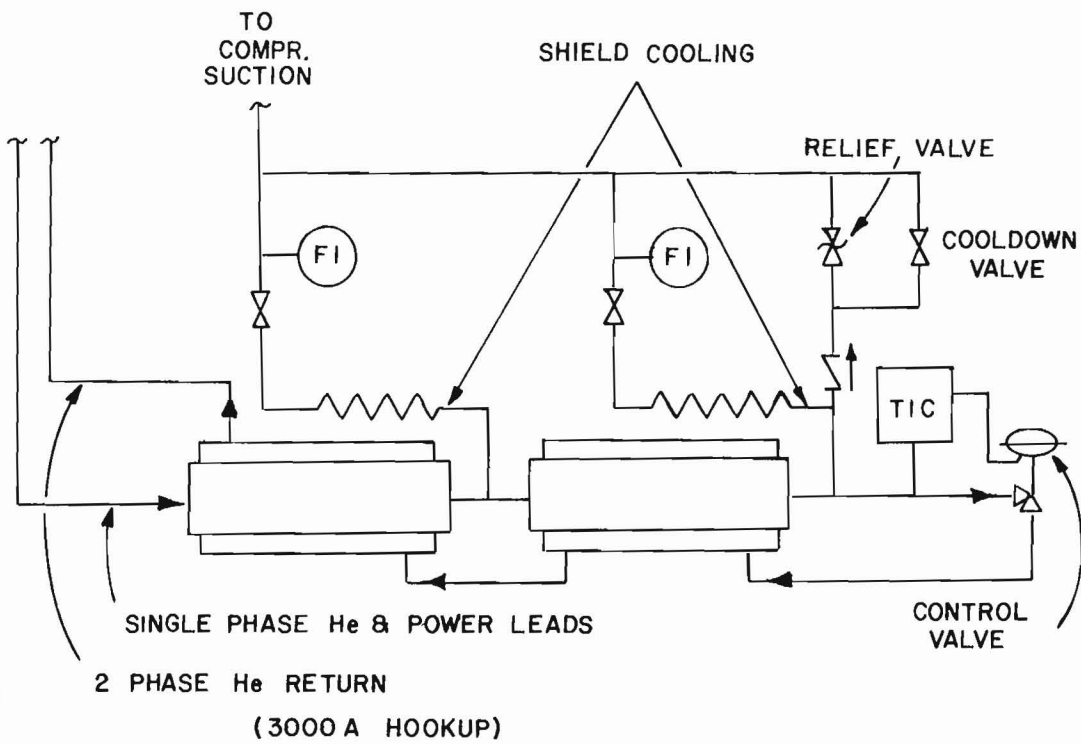 TO
COMPR.
SUCTION
SHIELD COOLING
RELIEF VALVE
FI
FI
COOLDOWN
VALVE
TIC
SINGLE PHASE He & POWER LEADS
CONTROL
VALVE
2 PHASE He RETURN
(3000 A HOOKUP)